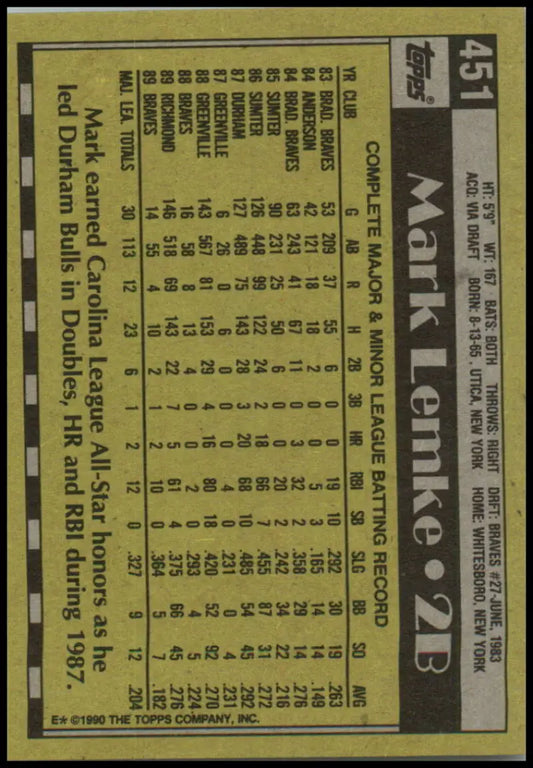 451
HT: 5'9" WT: 167 BATS: BOTH THROWS: RIGHT DRFT: BRAVES #27-JUNE, 1983
ACQ: VIA DRAFT BORN: 8-13-65, UTICA, NEW YORK HOME: WHITESBORO, NEW YORK
topps® Mark Lemke • 2B
COMPLETE MAJOR & MINOR LEAGUE BATTING RECORD
YR CLUB G AB R H 2B 3B HR RBI SB SLG BB SO AVG
83 BRAD. BRAVES 53 209 37 55 6 0 0 19 10 .292 30 19 .263
84 ANDERSON 42 121 18 18 2 0 0 5 3 .165 14 14 .149
84 BRAD. BRAVES 63 243 41 67 11 0 3 32 2 .358 29 14 .276
85 SUMTER 90 231 25 50 6 0 0 20 2 .242 34 22 .216
86 SUMTER 126 448 99 122 24 2 18 66 7 .455 87 31 .272
87 DURHAM 127 489 75 143 28 3 20 68 10 .485 54 45 .292
87 GREENVILLE 6 26 0 6 0 0 0 4 0 .231 0 4 .231
88 GREENVILLE 143 567 81 153 29 4 16 80 18 .420 52 92 .270
88 BRAVES 16 58 8 13 4 0 0 2 0 .293 4 5 .224
89 RICHMOND 146 518 69 143 22 7 5 61 4 .375 66 45 .276
89 BRAVES 14 55 4 10 2 1 2 10 0 .364 5 7 .182
MAJ. LEA. TOTALS 30 113 12 23 6 1 2 12 0 .327 9 12 .204
Mark earned Carolina League All-Star honors as he
led Durham Bulls in Doubles, HR and RBI during 1987.
E* ©1990 THE TOPPS COMPANY, INC.